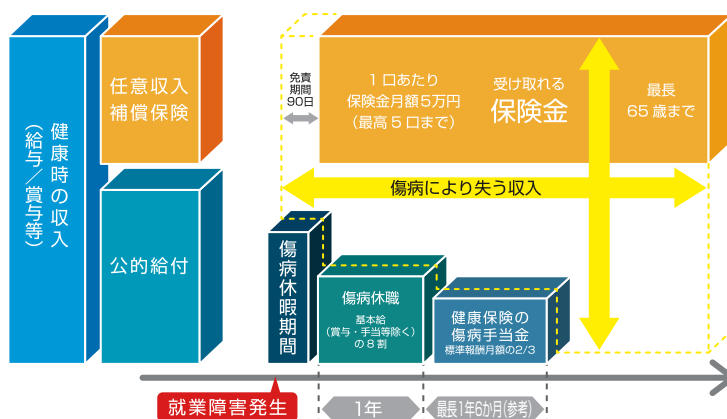 健康時の収入
（給与／賞与等）
任意収入
補償保険
公的給付
免責
期間
90日
1口あたり
保険金月額5万円
（最高5口まで）
受け取れる
保険金
最長
65歳まで
傷病により失う収入
傷病休暇期間
傷病休職
基本給
（賞与・手当等除く）
の8割
健康保険の
傷病手当金
標準報酬月額の2/3
就業障害発生
1年
最長1年6か月(参考)